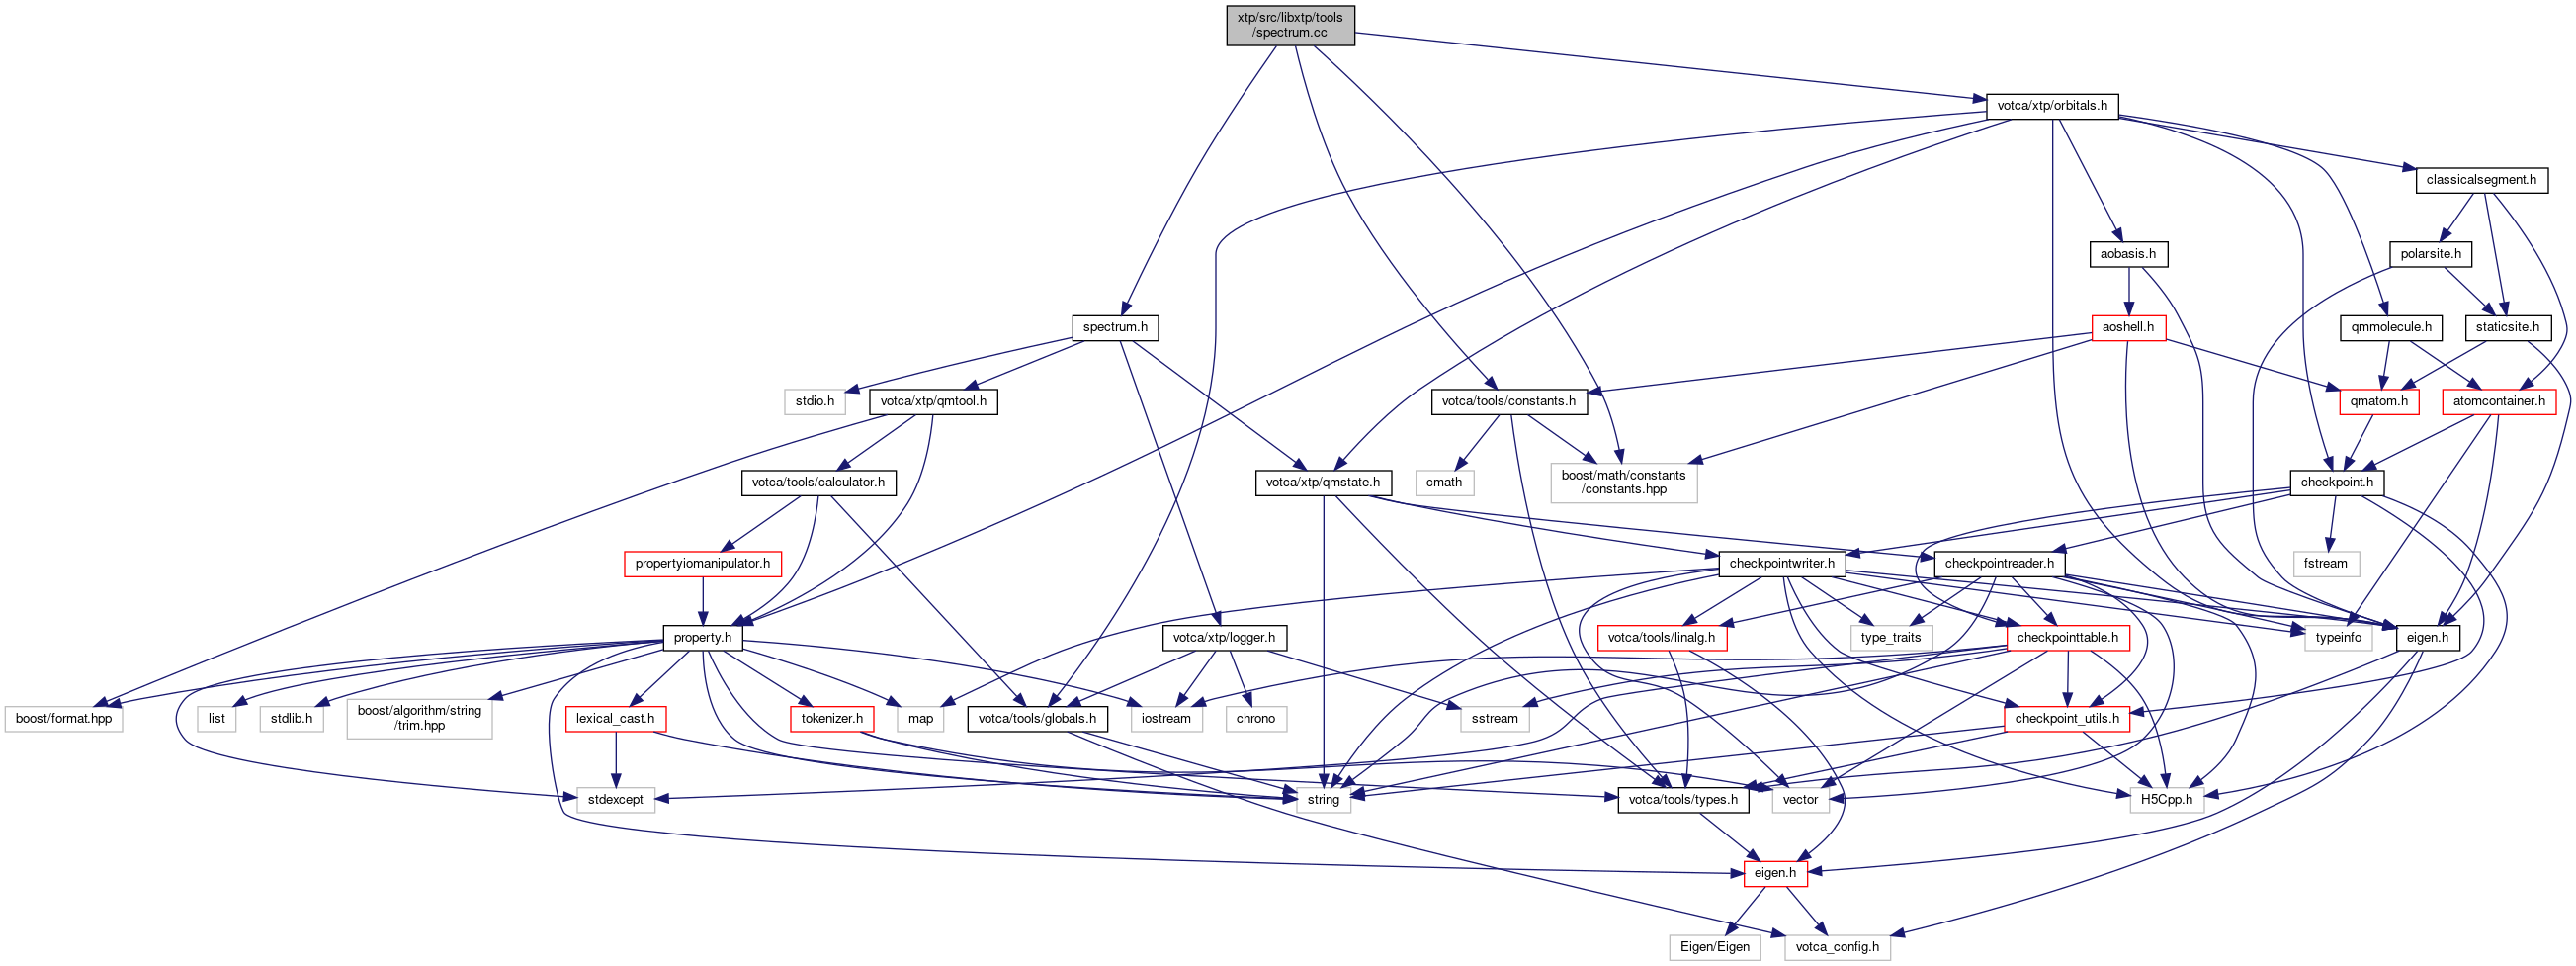 xtp/src/libxtp/tools
/spectrum.cc
votca/xtp/orbitals.h
classicalsegment.h
aobasis.h
polarsite.h
spectrum.h
aoshell.h
qmmolecule.h
staticsite.h
stdio.h
votca/xtp/qmtool.h
votca/tools/constants.h
qmatom.h
atomcontainer.h
votca/tools/calculator.h
votca/xtp/qmstate.h
cmath
boost/math/constants
/constants.hpp
checkpoint.h
propertyiomanipulator.h
checkpointwriter.h
checkpointreader.h
fstream
property.h
votca/xtp/logger.h
votca/tools/linalg.h
type_traits
checkpointtable.h
typeinfo
eigen.h
boost/format.hpp
list
stdlib.h
boost/algorithm/string
/trim.hpp
lexical_cast.h
tokenizer.h
map
votca/tools/globals.h
iostream
chrono
sstream
checkpoint_utils.h
stdexcept
string
votca/tools/types.h
vector
H5Cpp.h
eigen.h
Eigen/Eigen
votca_config.h